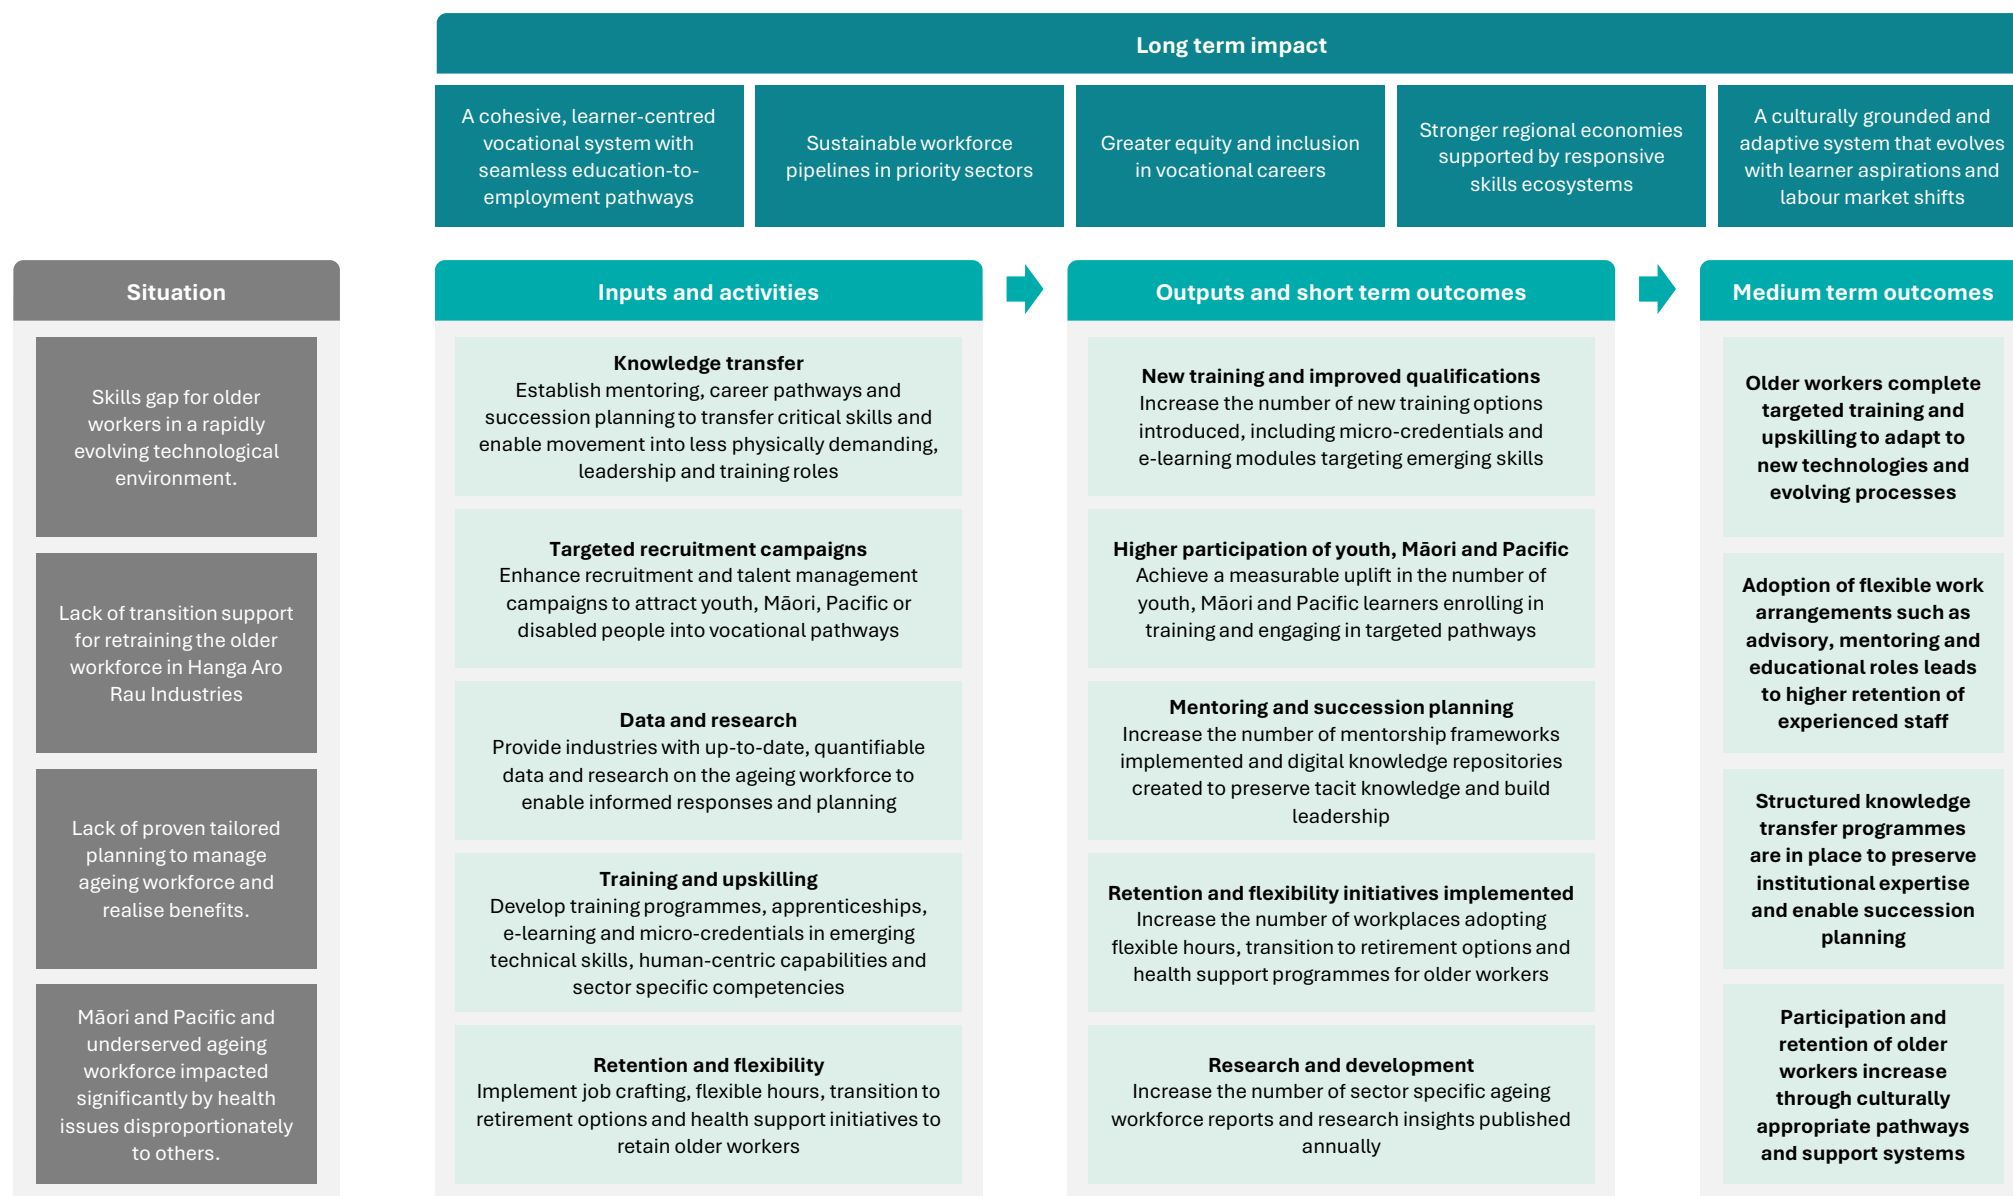 Long term impact
A cohesive, learner-centred
vocational system with
seamless education-to-
employment pathways
Sustainable workforce
pipelines in priority sectors
Greater equity and inclusion
in vocational careers
Stronger regional economies
supported by responsive
skills ecosystems
A culturally grounded and
adaptive system that evolves
with learner aspirations and
labour market shifts
Situation
Skills gap for older
workers in a rapidly
evolving technological
environment.
Lack of transition support
for retraining the older
workforce in Hanga Aro
Rau Industries
Lack of proven tailored
planning to manage
ageing workforce and
realise benefits.
Māori and Pacific and
underserved ageing
workforce impacted
significantly by health
issues disproportionately
to others.
Inputs and activities
Knowledge transfer
Establish mentoring, career pathways and
succession planning to transfer critical skills and
enable movement into less physically demanding,
leadership and training roles
Targeted recruitment campaigns
Enhance recruitment and talent management
campaigns to attract youth, Māori, Pacific or
disabled people into vocational pathways
Data and research
Provide industries with up-to-date, quantifiable
data and research on the ageing workforce to
enable informed responses and planning
Training and upskilling
Develop training programmes, apprenticeships,
e-learning and micro-credentials in emerging
technical skills, human-centric capabilities and
sector specific competencies
Retention and flexibility
Implement job crafting, flexible hours, transition to
retirement options and health support initiatives to
retain older workers
Outputs and short term outcomes
New training and improved qualifications
Increase the number of new training options
introduced, including micro-credentials and
e-learning modules targeting emerging skills
Higher participation of youth, Māori and Pacific
Achieve a measurable uplift in the number of
youth, Māori and Pacific learners enrolling in
training and engaging in targeted pathways
Mentoring and succession planning
Increase the number of mentorship frameworks
implemented and digital knowledge repositories
created to preserve tacit knowledge and build
leadership
Retention and flexibility initiatives implemented
Increase the number of workplaces adopting
flexible hours, transition to retirement options and
health support programmes for older workers
Research and development
Increase the number of sector specific ageing
workforce reports and research insights published
annually
Medium term outcomes
Older workers complete
targeted training and
upskilling to adapt to
new technologies and
evolving processes
Adoption of flexible work
arrangements such as
advisory, mentoring and
educational roles leads
to higher retention of
experienced staff
Structured knowledge
transfer programmes
are in place to preserve
institutional expertise
and enable succession
planning
Participation and
retention of older
workers increase
through culturally
appropriate pathways
and support systems